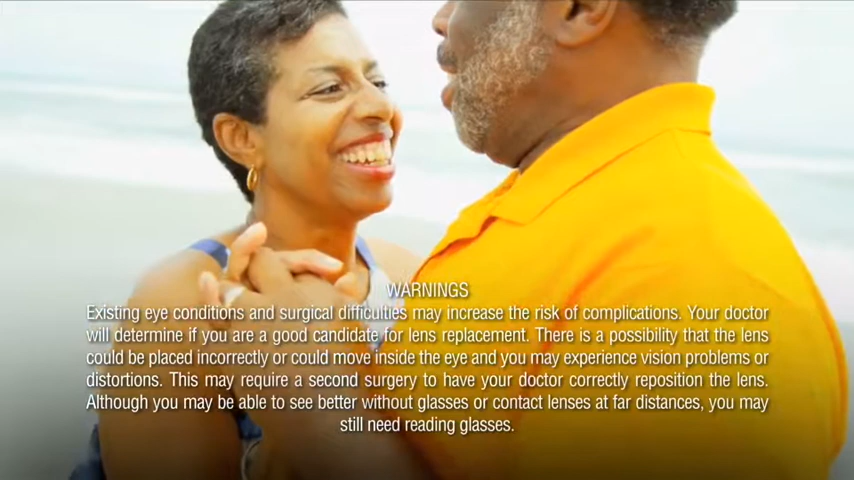 WARNINGS
Existing eye conditions and surgical difficulties may increase the risk of complications. Your doctor
will determine if you are a good candidate for lens replacement. There is a possibility that the lens
could be placed incorrectly or could move inside the eye and you may experience vision problems or
distortions. This may require a second surgery to have your doctor correctly reposition the lens.
Although you may be able to see better without glasses or contact lenses at far distances, you may
still need reading glasses.